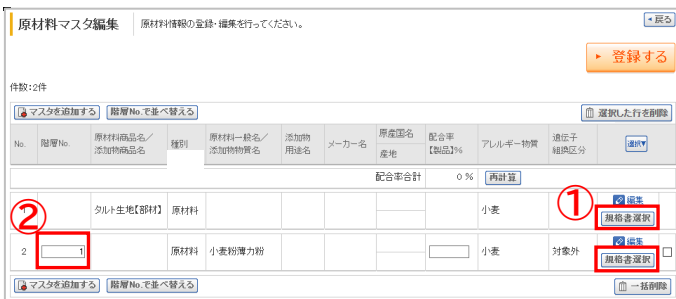 原材料マスタ編集 原材料情報の登録・編集を行ってください。 ◂戻る
▸ 登録する
件数:2件
マスタを追加する 階層No.で並べ替える 選択した行を削除
No. 階層No. 原材料商品名／添加物商品名 種別 原材料一般名／添加物物質名 添加物用途名 メーカー名 原産国名 産地 配合率【製品】% アレルギー物質 遺伝子組換区分 選択▼
配合率合計 0 % 再計算
② タルト生地【部材】 原材料 小麦 ① 編集 規格書選択
2 1 原材料 小麦粉薄力粉 小麦 対象外 編集 規格書選択
マスタを追加する 階層No.で並べ替える 一括削除